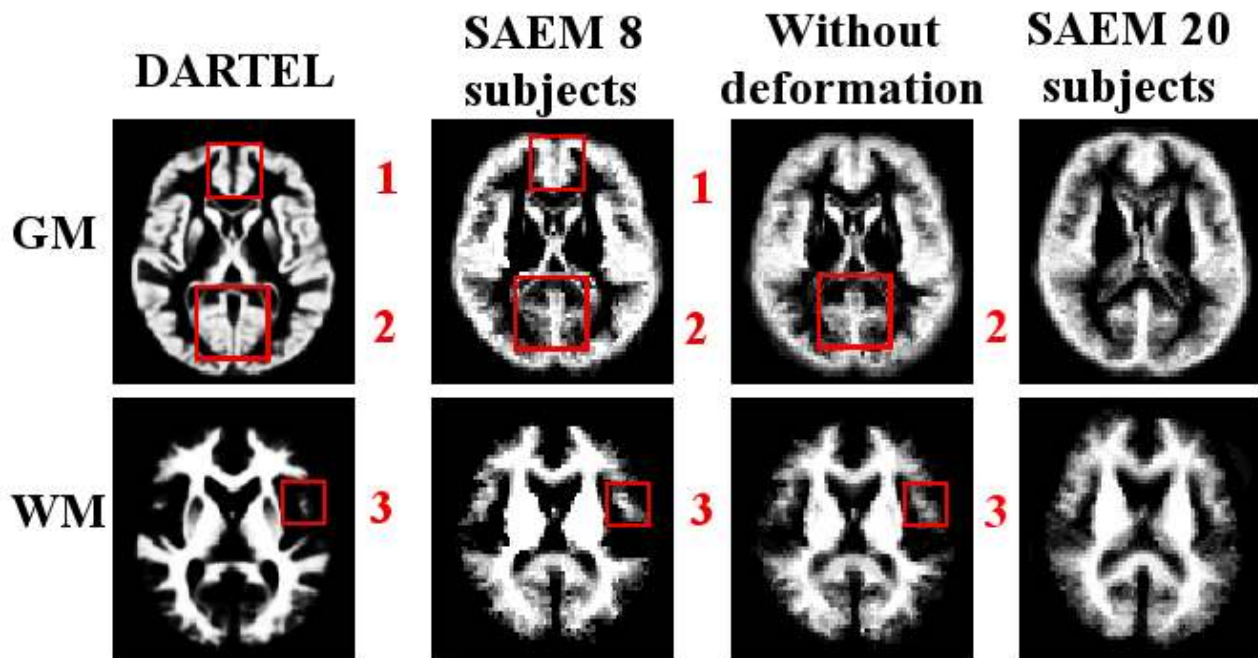 DARTEL
SAEM 8
subjects
Without
deformation
SAEM 20
subjects
GM
1
1
2
2
2
WM
3
3
3